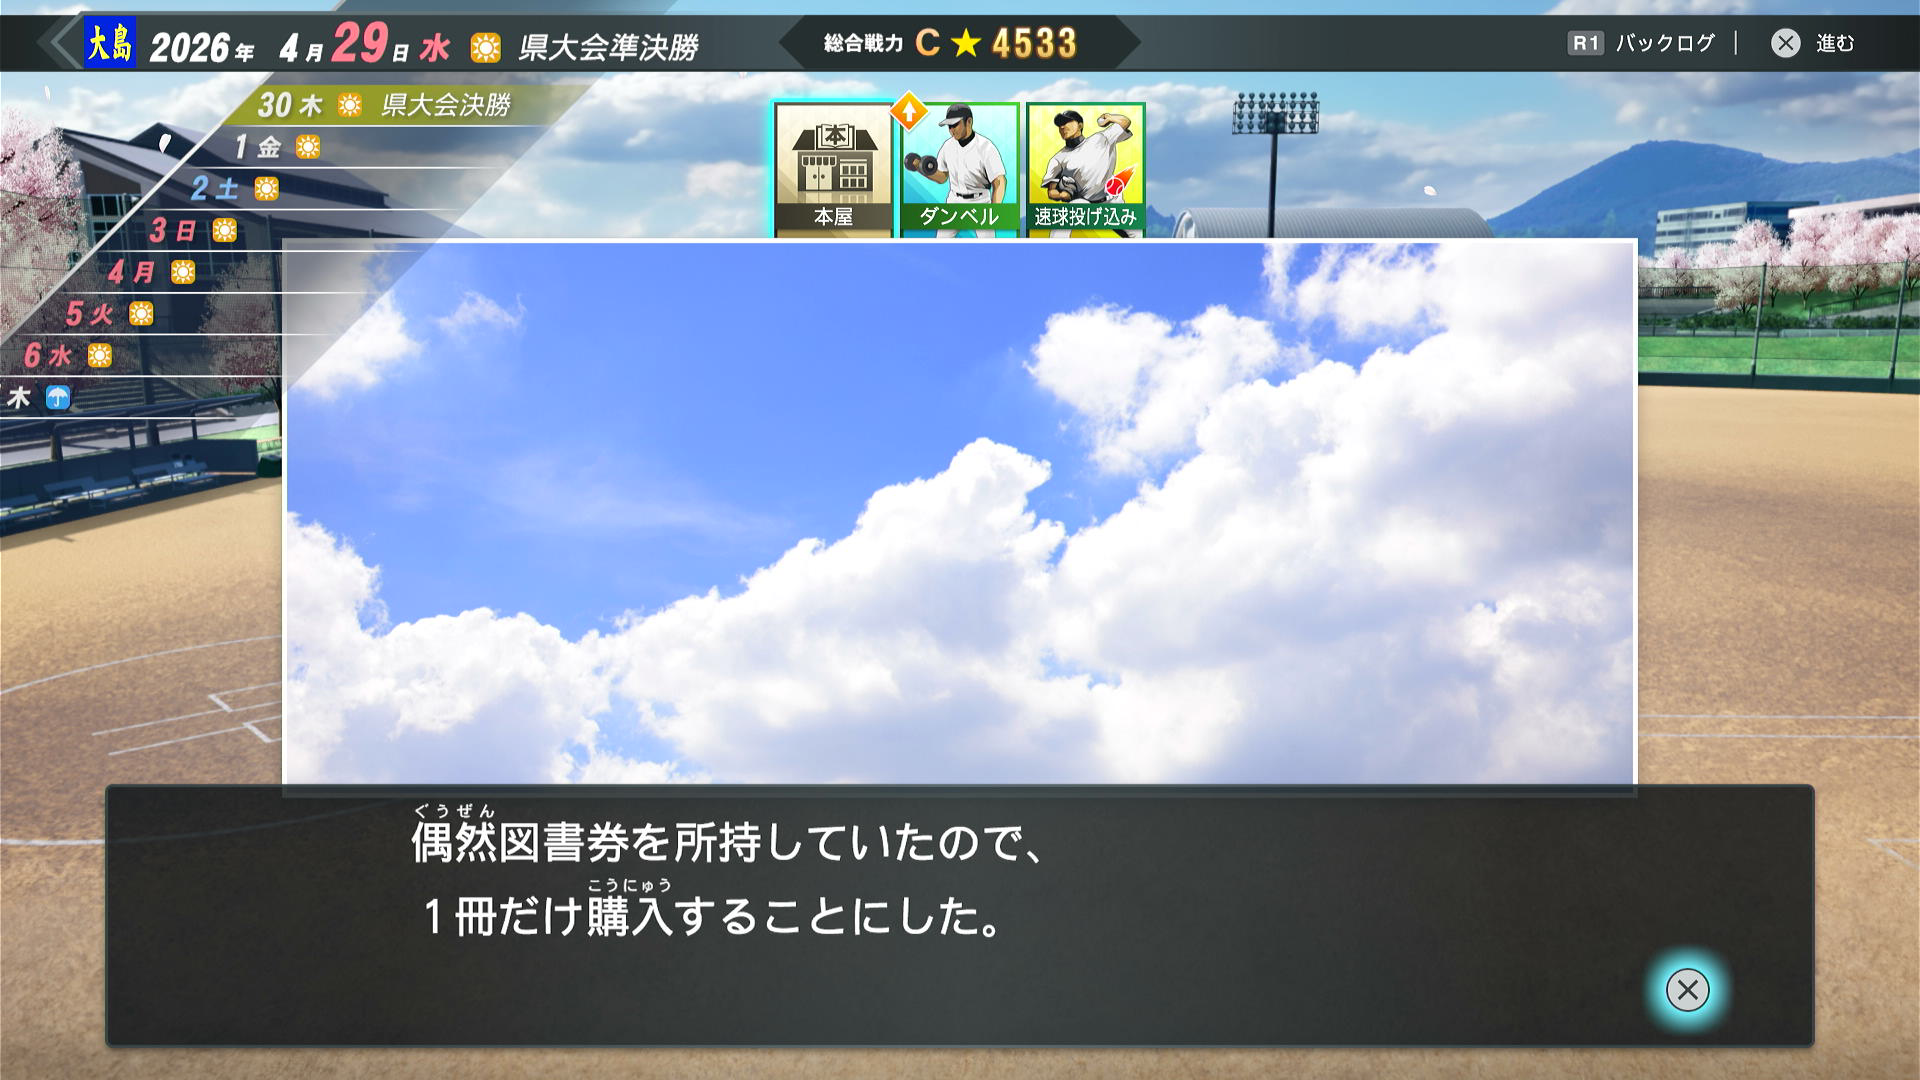 大島 2026年 4月29日 水 県大会準決勝
総合戦力 C ★ 4533
R1 バックログ | × 進む
30 木 県大会決勝
1 金
2 土
3 日
4 月
5 火
6 水
木
本
本屋
ダンベル
速球投げ込み
ぐうぜん
偶然図書券を所持していたので、
こうにゅう
1冊だけ購入することにした。